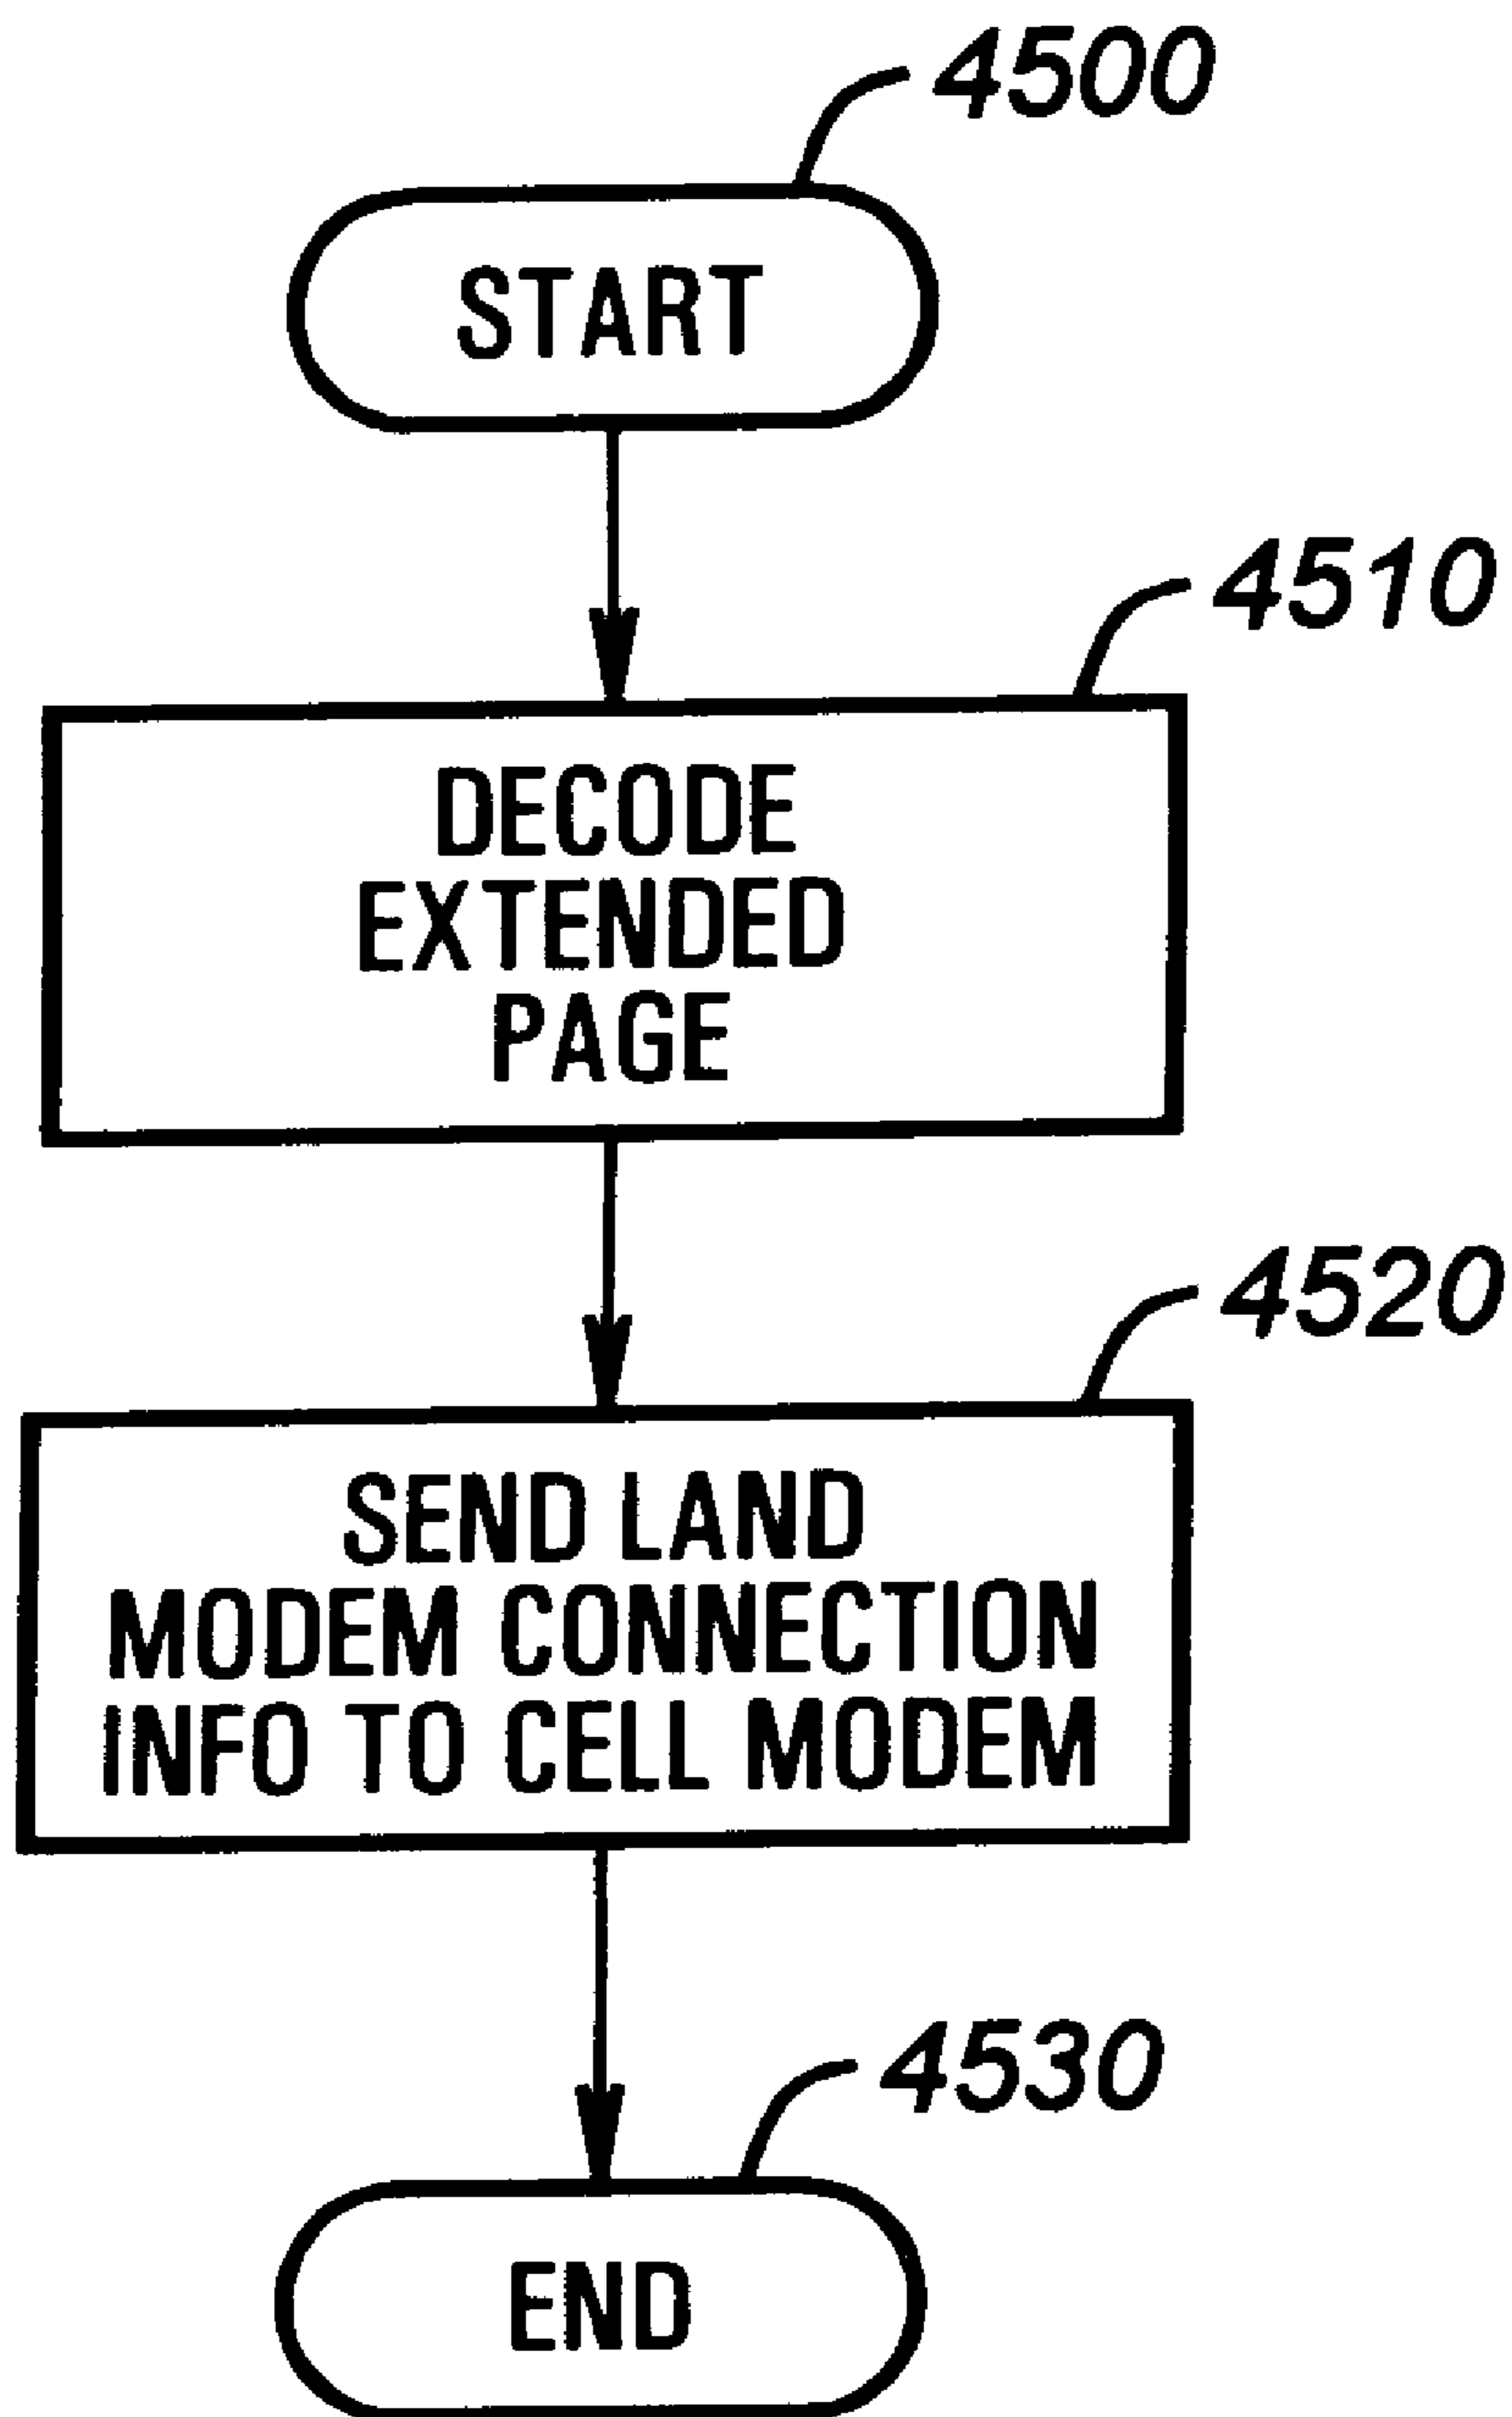 4500
START
4510
DECODE
EXTENDED
PAGE
4520
SEND LAND
MODEM CONNECTION
INFO TO CELL MODEM
4530
END